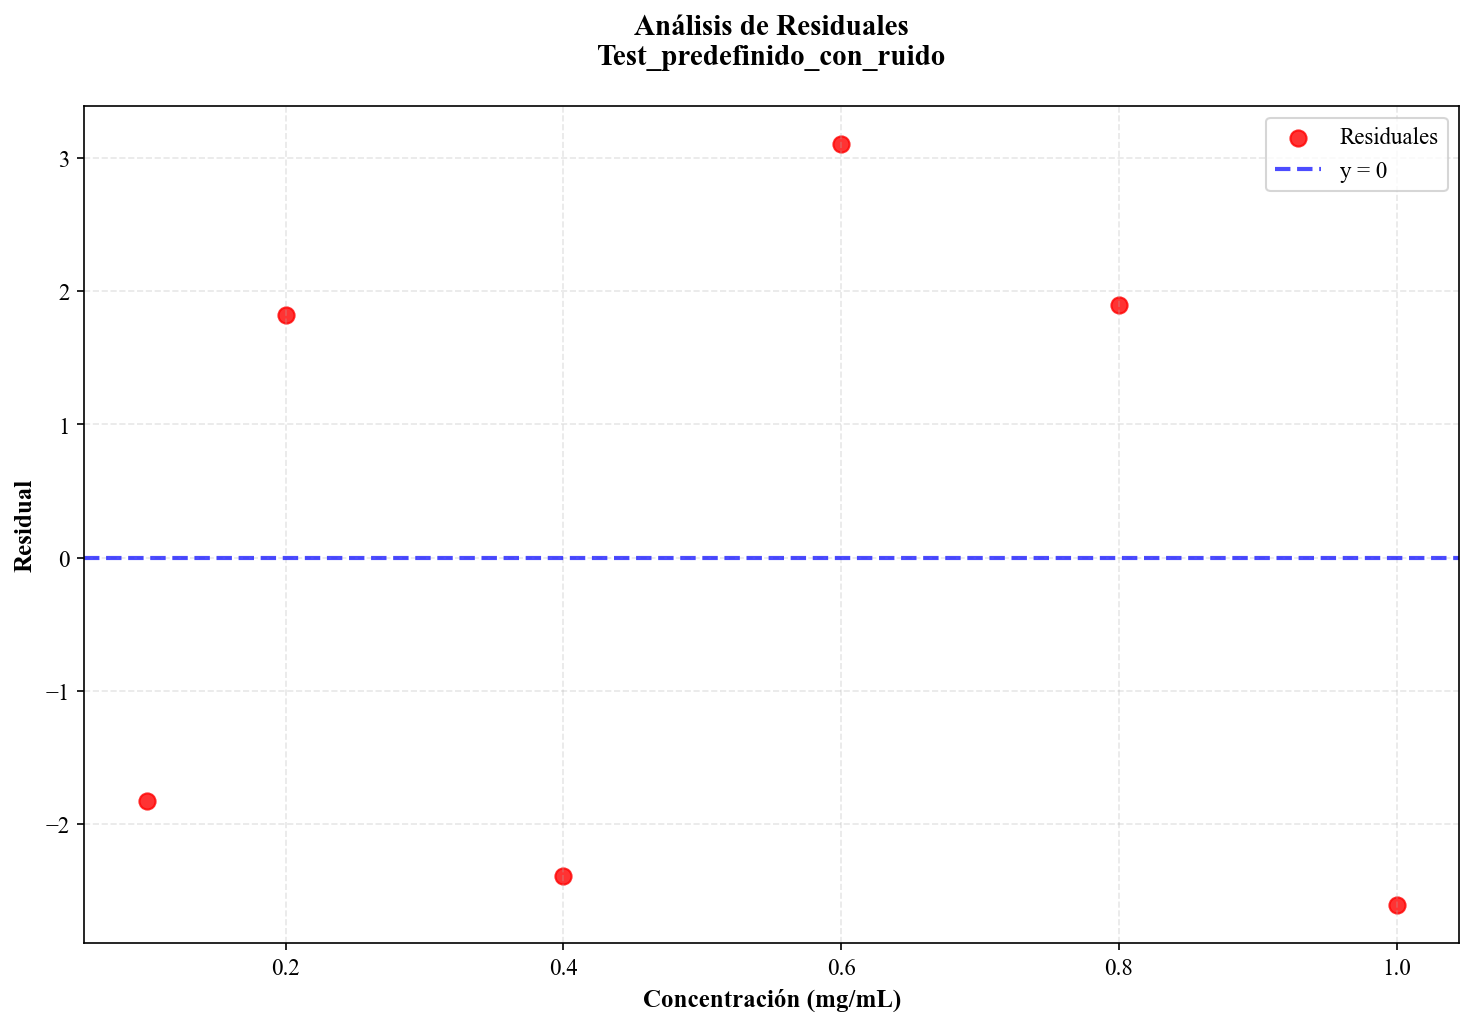 Análisis de Residuales
Test_predefinido_con_ruido
Residuales
y = 0
3
2
1
0
−1
−2
Residual
0.2
0.4
0.6
0.8
1.0
Concentración (mg/mL)